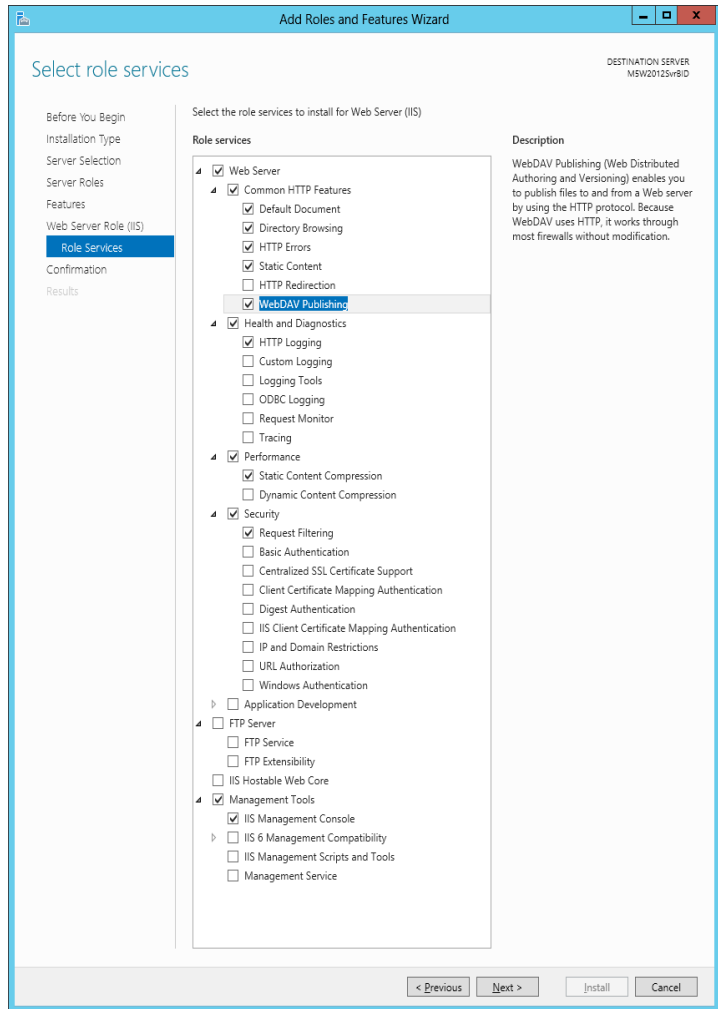 Add Roles and Features Wizard
Select role services
DESTINATION SERVER
M5W2012SvrBID
Before You Begin
Installation Type
Server Selection
Server Roles
Features
Web Server Role (IIS)
Role Services
Confirmation
Results
Select the role services to install for Web Server (IIS)
Role services
Web Server
Common HTTP Features
Default Document
Directory Browsing
HTTP Errors
Static Content
HTTP Redirection
WebDAV Publishing
Health and Diagnostics
HTTP Logging
Custom Logging
Logging Tools
ODBC Logging
Request Monitor
Tracing
Performance
Static Content Compression
Dynamic Content Compression
Security
Request Filtering
Basic Authentication
Centralized SSL Certificate Support
Client Certificate Mapping Authentication
Digest Authentication
IIS Client Certificate Mapping Authentication
IP and Domain Restrictions
URL Authorization
Windows Authentication
Application Development
FTP Server
FTP Service
FTP Extensibility
IIS Hostable Web Core
Management Tools
IIS Management Console
IIS 6 Management Compatibility
IIS Management Scripts and Tools
Management Service
Description
WebDAV Publishing (Web Distributed
Authoring and Versioning) enables you
to publish files to and from a Web server
by using the HTTP protocol. Because
WebDAV uses HTTP, it works through
most firewalls without modification.
< Previous
Next >
Install
Cancel